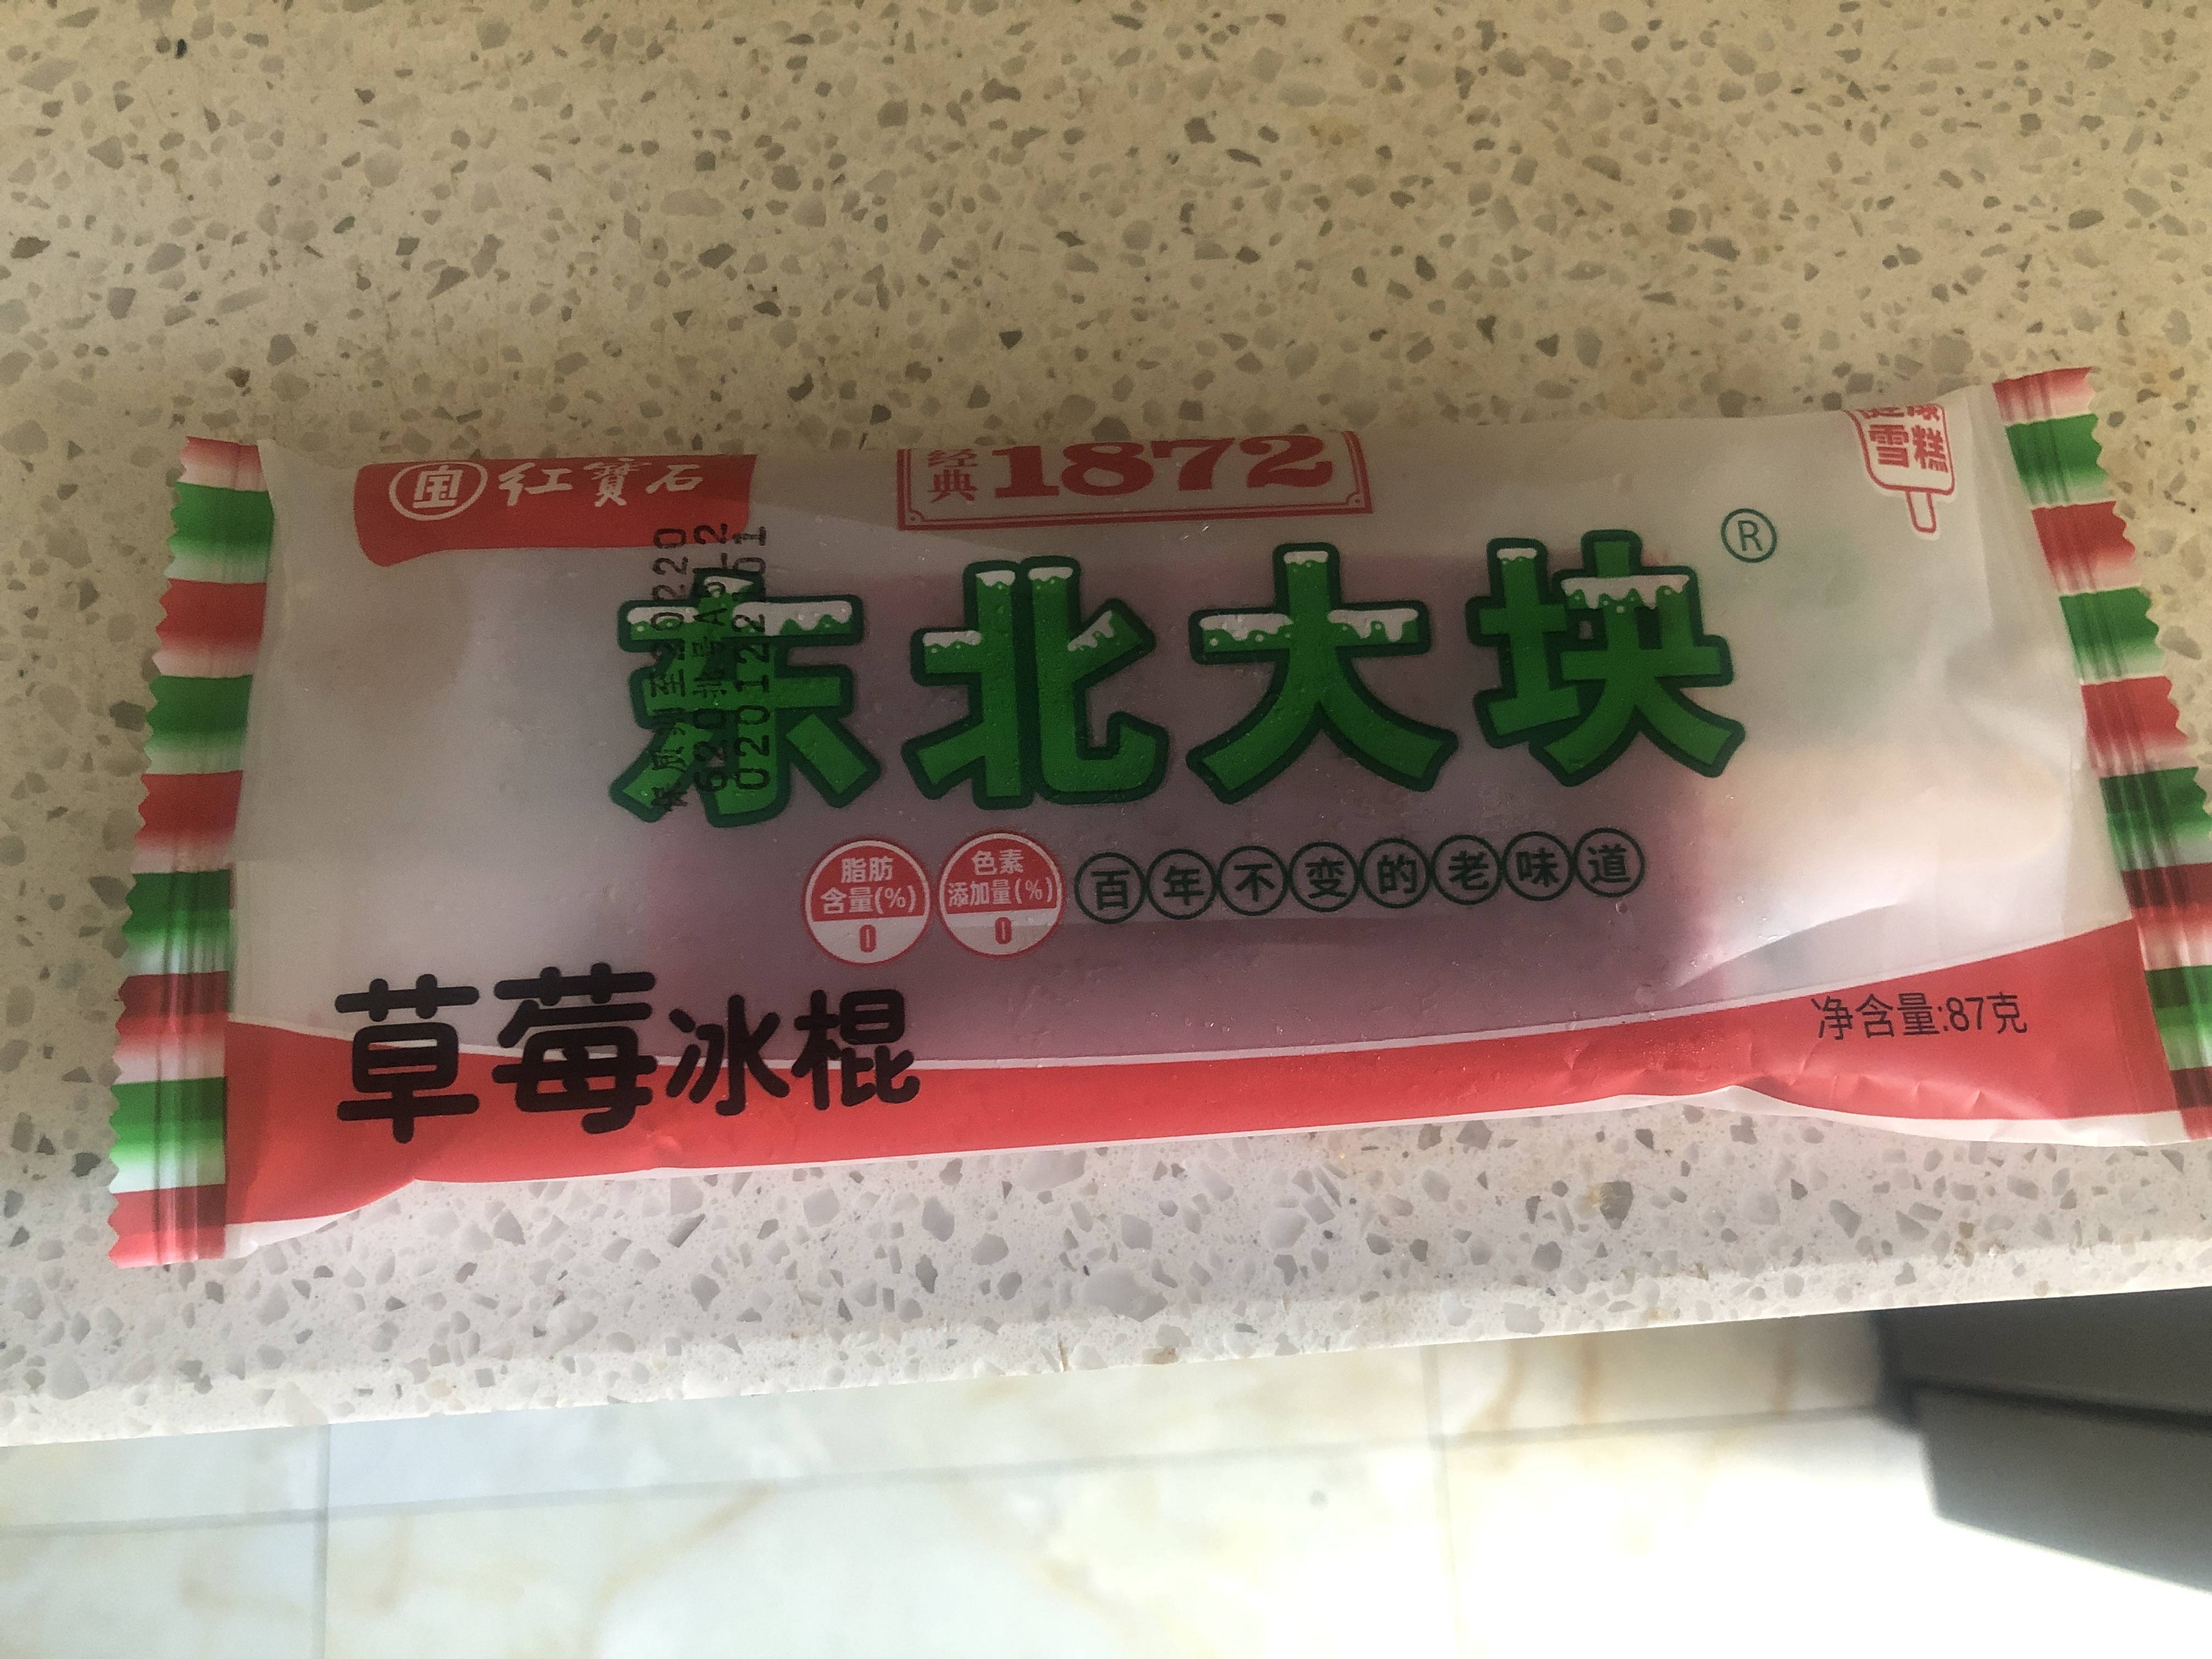 宝 红寶石
经典1872
健康
雪糕
东北大块®
脂肪
含量(%)
0
色素
添加量(%)
0
百年不变的老味道
草莓冰棍
净含量:87克